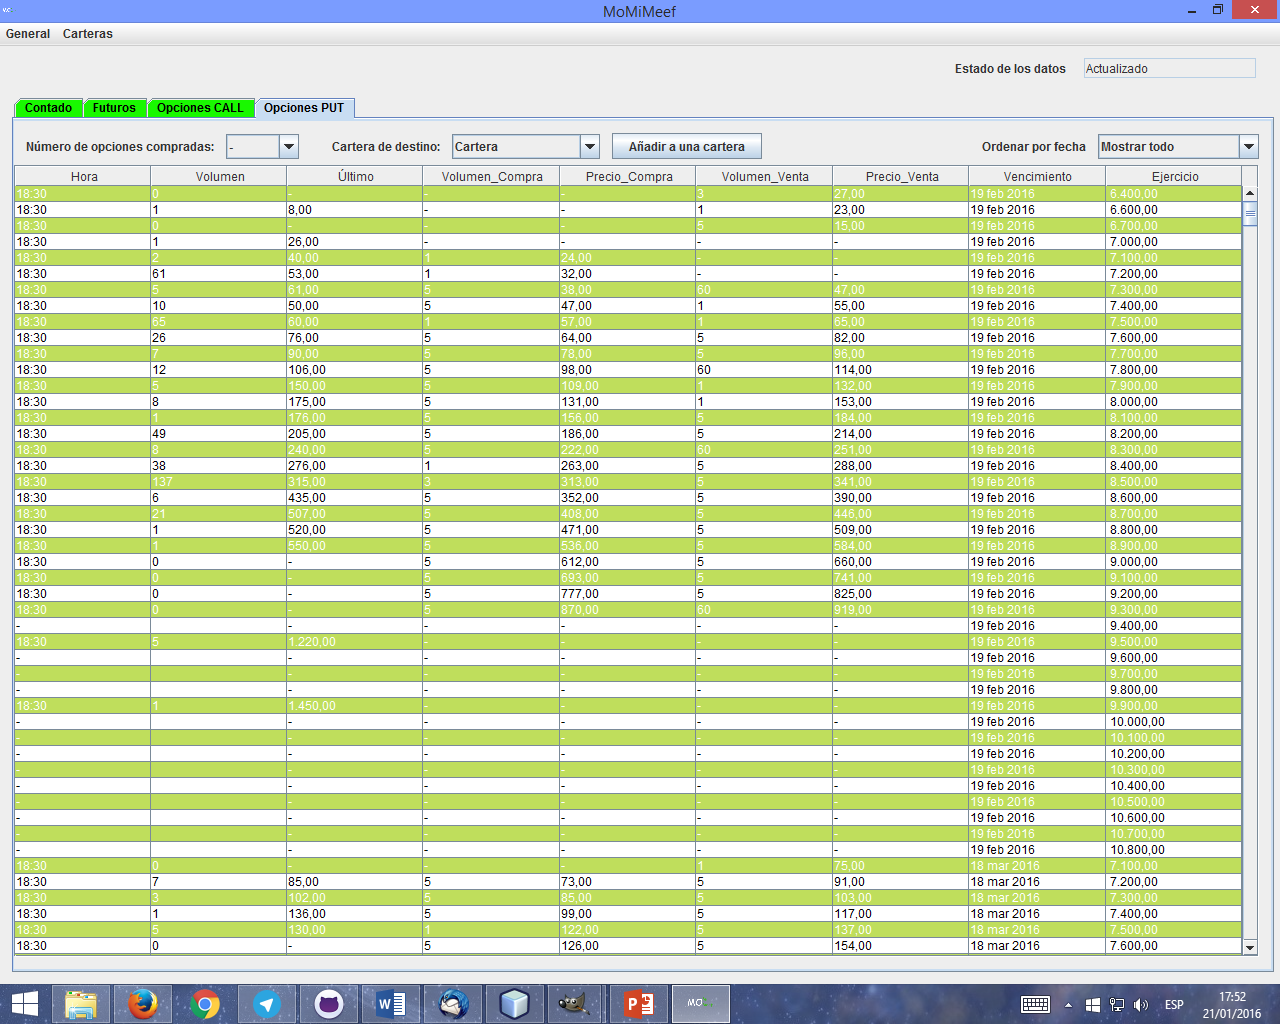 MoMiMeef
General Carteras
Estado de los datos Actualizado
Contado Futuros Opciones CALL Opciones PUT
Número de opciones compradas: - Cartera de destino: Cartera Añadir a una cartera Ordenar por fecha Mostrar todo
Hora Volumen Último Volumen_Compra Precio_Compra Volumen_Venta Precio_Venta Vencimiento Ejercicio
18:30 0 - - - 3 27,00 19 feb 2016 6.400,00
18:30 1 8,00 - - 1 23,00 19 feb 2016 6.600,00
18:30 0 - - - 5 15,00 19 feb 2016 6.700,00
18:30 1 26,00 - - - - 19 feb 2016 7.000,00
18:30 2 40,00 1 24,00 - - 19 feb 2016 7.100,00
18:30 61 53,00 1 32,00 - - 19 feb 2016 7.200,00
18:30 5 61,00 5 38,00 60 47,00 19 feb 2016 7.300,00
18:30 10 50,00 5 47,00 1 55,00 19 feb 2016 7.400,00
18:30 65 60,00 1 57,00 1 65,00 19 feb 2016 7.500,00
18:30 26 76,00 5 64,00 5 82,00 19 feb 2016 7.600,00
18:30 7 90,00 5 78,00 5 96,00 19 feb 2016 7.700,00
18:30 12 106,00 5 98,00 60 114,00 19 feb 2016 7.800,00
18:30 5 150,00 5 109,00 1 132,00 19 feb 2016 7.900,00
18:30 8 175,00 5 131,00 1 153,00 19 feb 2016 8.000,00
18:30 1 176,00 5 156,00 5 184,00 19 feb 2016 8.100,00
18:30 49 205,00 5 186,00 5 214,00 19 feb 2016 8.200,00
18:30 8 240,00 5 222,00 60 251,00 19 feb 2016 8.300,00
18:30 38 276,00 1 263,00 5 288,00 19 feb 2016 8.400,00
18:30 137 315,00 3 313,00 5 341,00 19 feb 2016 8.500,00
18:30 6 435,00 5 352,00 5 390,00 19 feb 2016 8.600,00
18:30 21 507,00 5 408,00 5 446,00 19 feb 2016 8.700,00
18:30 1 520,00 5 471,00 5 509,00 19 feb 2016 8.800,00
18:30 1 550,00 5 536,00 5 584,00 19 feb 2016 8.900,00
18:30 0 - 5 612,00 5 660,00 19 feb 2016 9.000,00
18:30 0 - 5 693,00 5 741,00 19 feb 2016 9.100,00
18:30 0 - 5 777,00 5 825,00 19 feb 2016 9.200,00
18:30 0 - 5 870,00 60 919,00 19 feb 2016 9.300,00
- - - - - - 19 feb 2016 9.400,00
18:30 5 1.220,00 - - - - 19 feb 2016 9.500,00
- - - - - - 19 feb 2016 9.600,00
- - - - - - 19 feb 2016 9.700,00
- - - - - - 19 feb 2016 9.800,00
18:30 1 1.450,00 - - - - 19 feb 2016 9.900,00
- - - - - - 19 feb 2016 10.000,00
- - - - - - 19 feb 2016 10.100,00
- - - - - - 19 feb 2016 10.200,00
- - - - - - 19 feb 2016 10.300,00
- - - - - - 19 feb 2016 10.400,00
- - - - - - 19 feb 2016 10.500,00
- - - - - - 19 feb 2016 10.600,00
- - - - - - 19 feb 2016 10.700,00
- - - - - - 19 feb 2016 10.800,00
18:30 0 - - - 1 75,00 18 mar 2016 7.100,00
18:30 7 85,00 5 73,00 5 91,00 18 mar 2016 7.200,00
18:30 3 102,00 5 85,00 5 103,00 18 mar 2016 7.300,00
18:30 1 136,00 5 99,00 5 117,00 18 mar 2016 7.400,00
18:30 5 130,00 1 122,00 5 137,00 18 mar 2016 7.500,00
18:30 0 - 5 126,00 5 154,00 18 mar 2016 7.600,00
ESP 17:52
21/01/2016